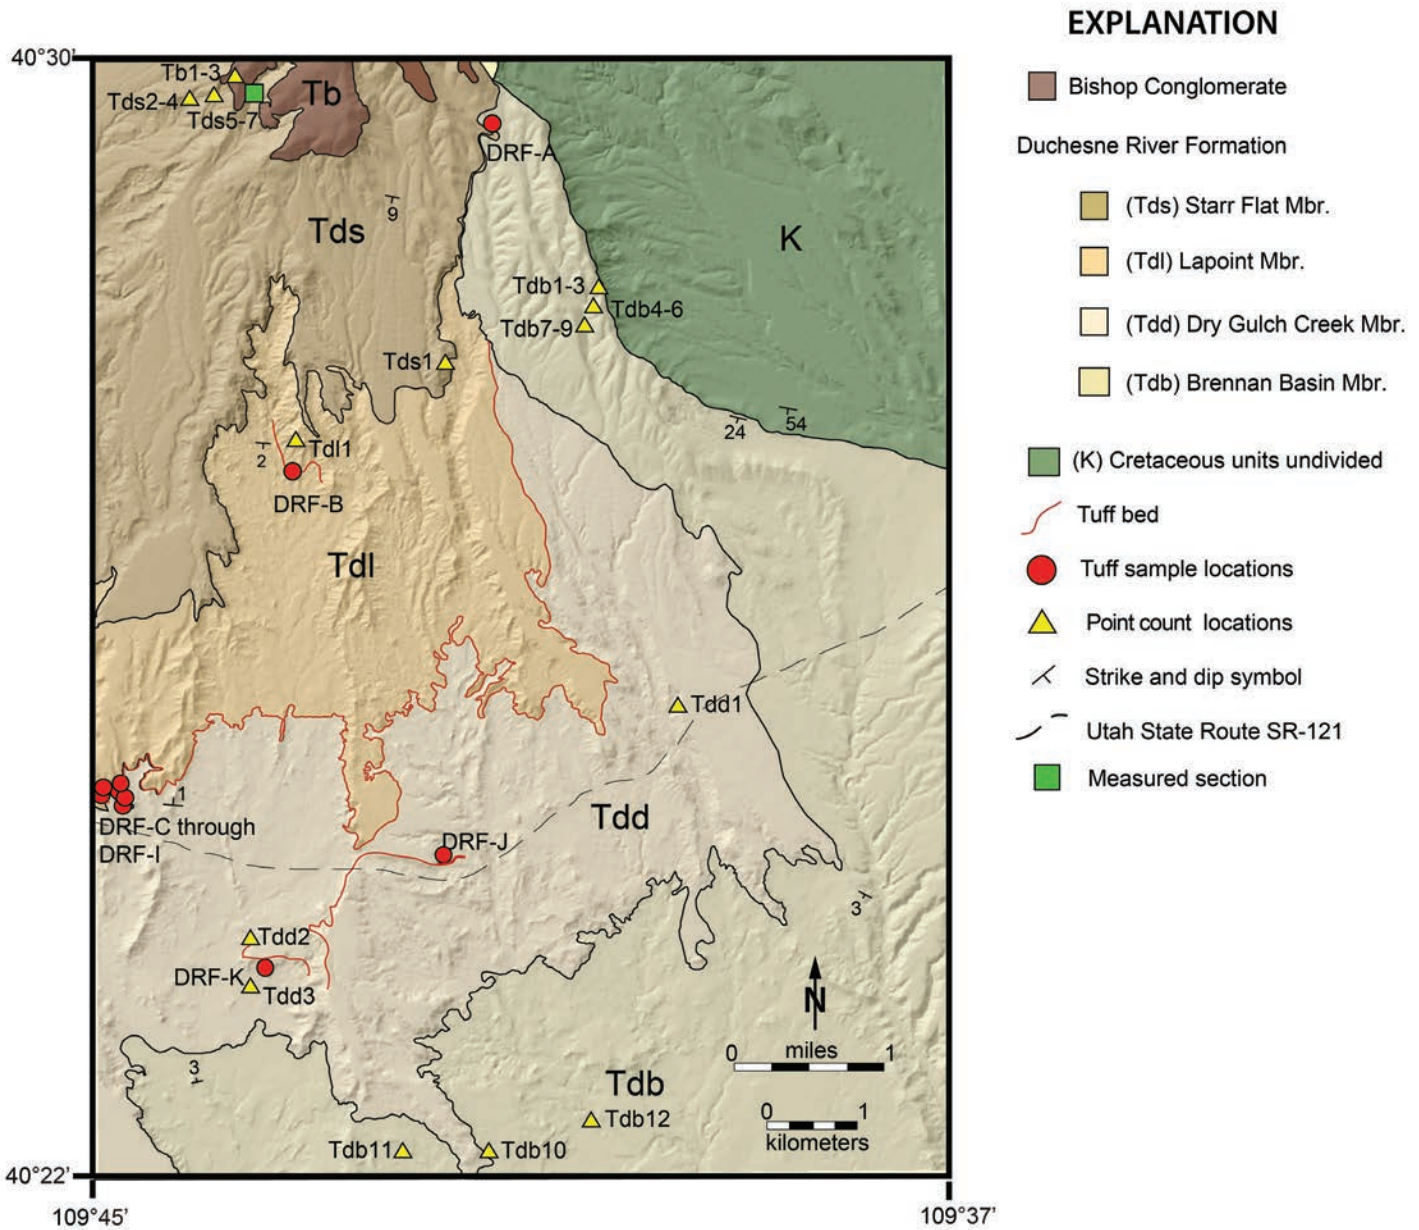 EXPLANATION
Bishop Conglomerate
Duchesne River Formation
(Tds) Starr Flat Mbr.
(Tdl) Lapoint Mbr.
(Tdd) Dry Gulch Creek Mbr.
(Tdb) Brennan Basin Mbr.
(K) Cretaceous units undivided
Tuff bed
Tuff sample locations
Point count locations
Strike and dip symbol
Utah State Route SR-121
Measured section
40°30'
Tb1-3
Tb
Tds2-4
Tds5-7
DRF-A
9
Tds
K
Tdb1-3
Tdb4-6
Tdb7-9
Tds1
54
24
Tdl1
2
DRF-B
Tdl
Tdd1
1
DRF-C through
DRF-I
Tdd
DRF-J
3
Tdd2
DRF-K
Tdd3
N
0 miles 1
3
Tdb
0 1
kilometers
Tdb12
Tdb11
Tdb10
40°22'
109°45'
109°37'